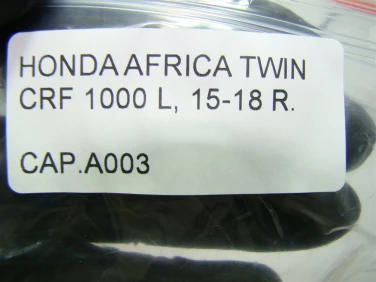 HONDA AFRICA TWIN
CRF 1000 L, 15-18 R.
CAP.A003